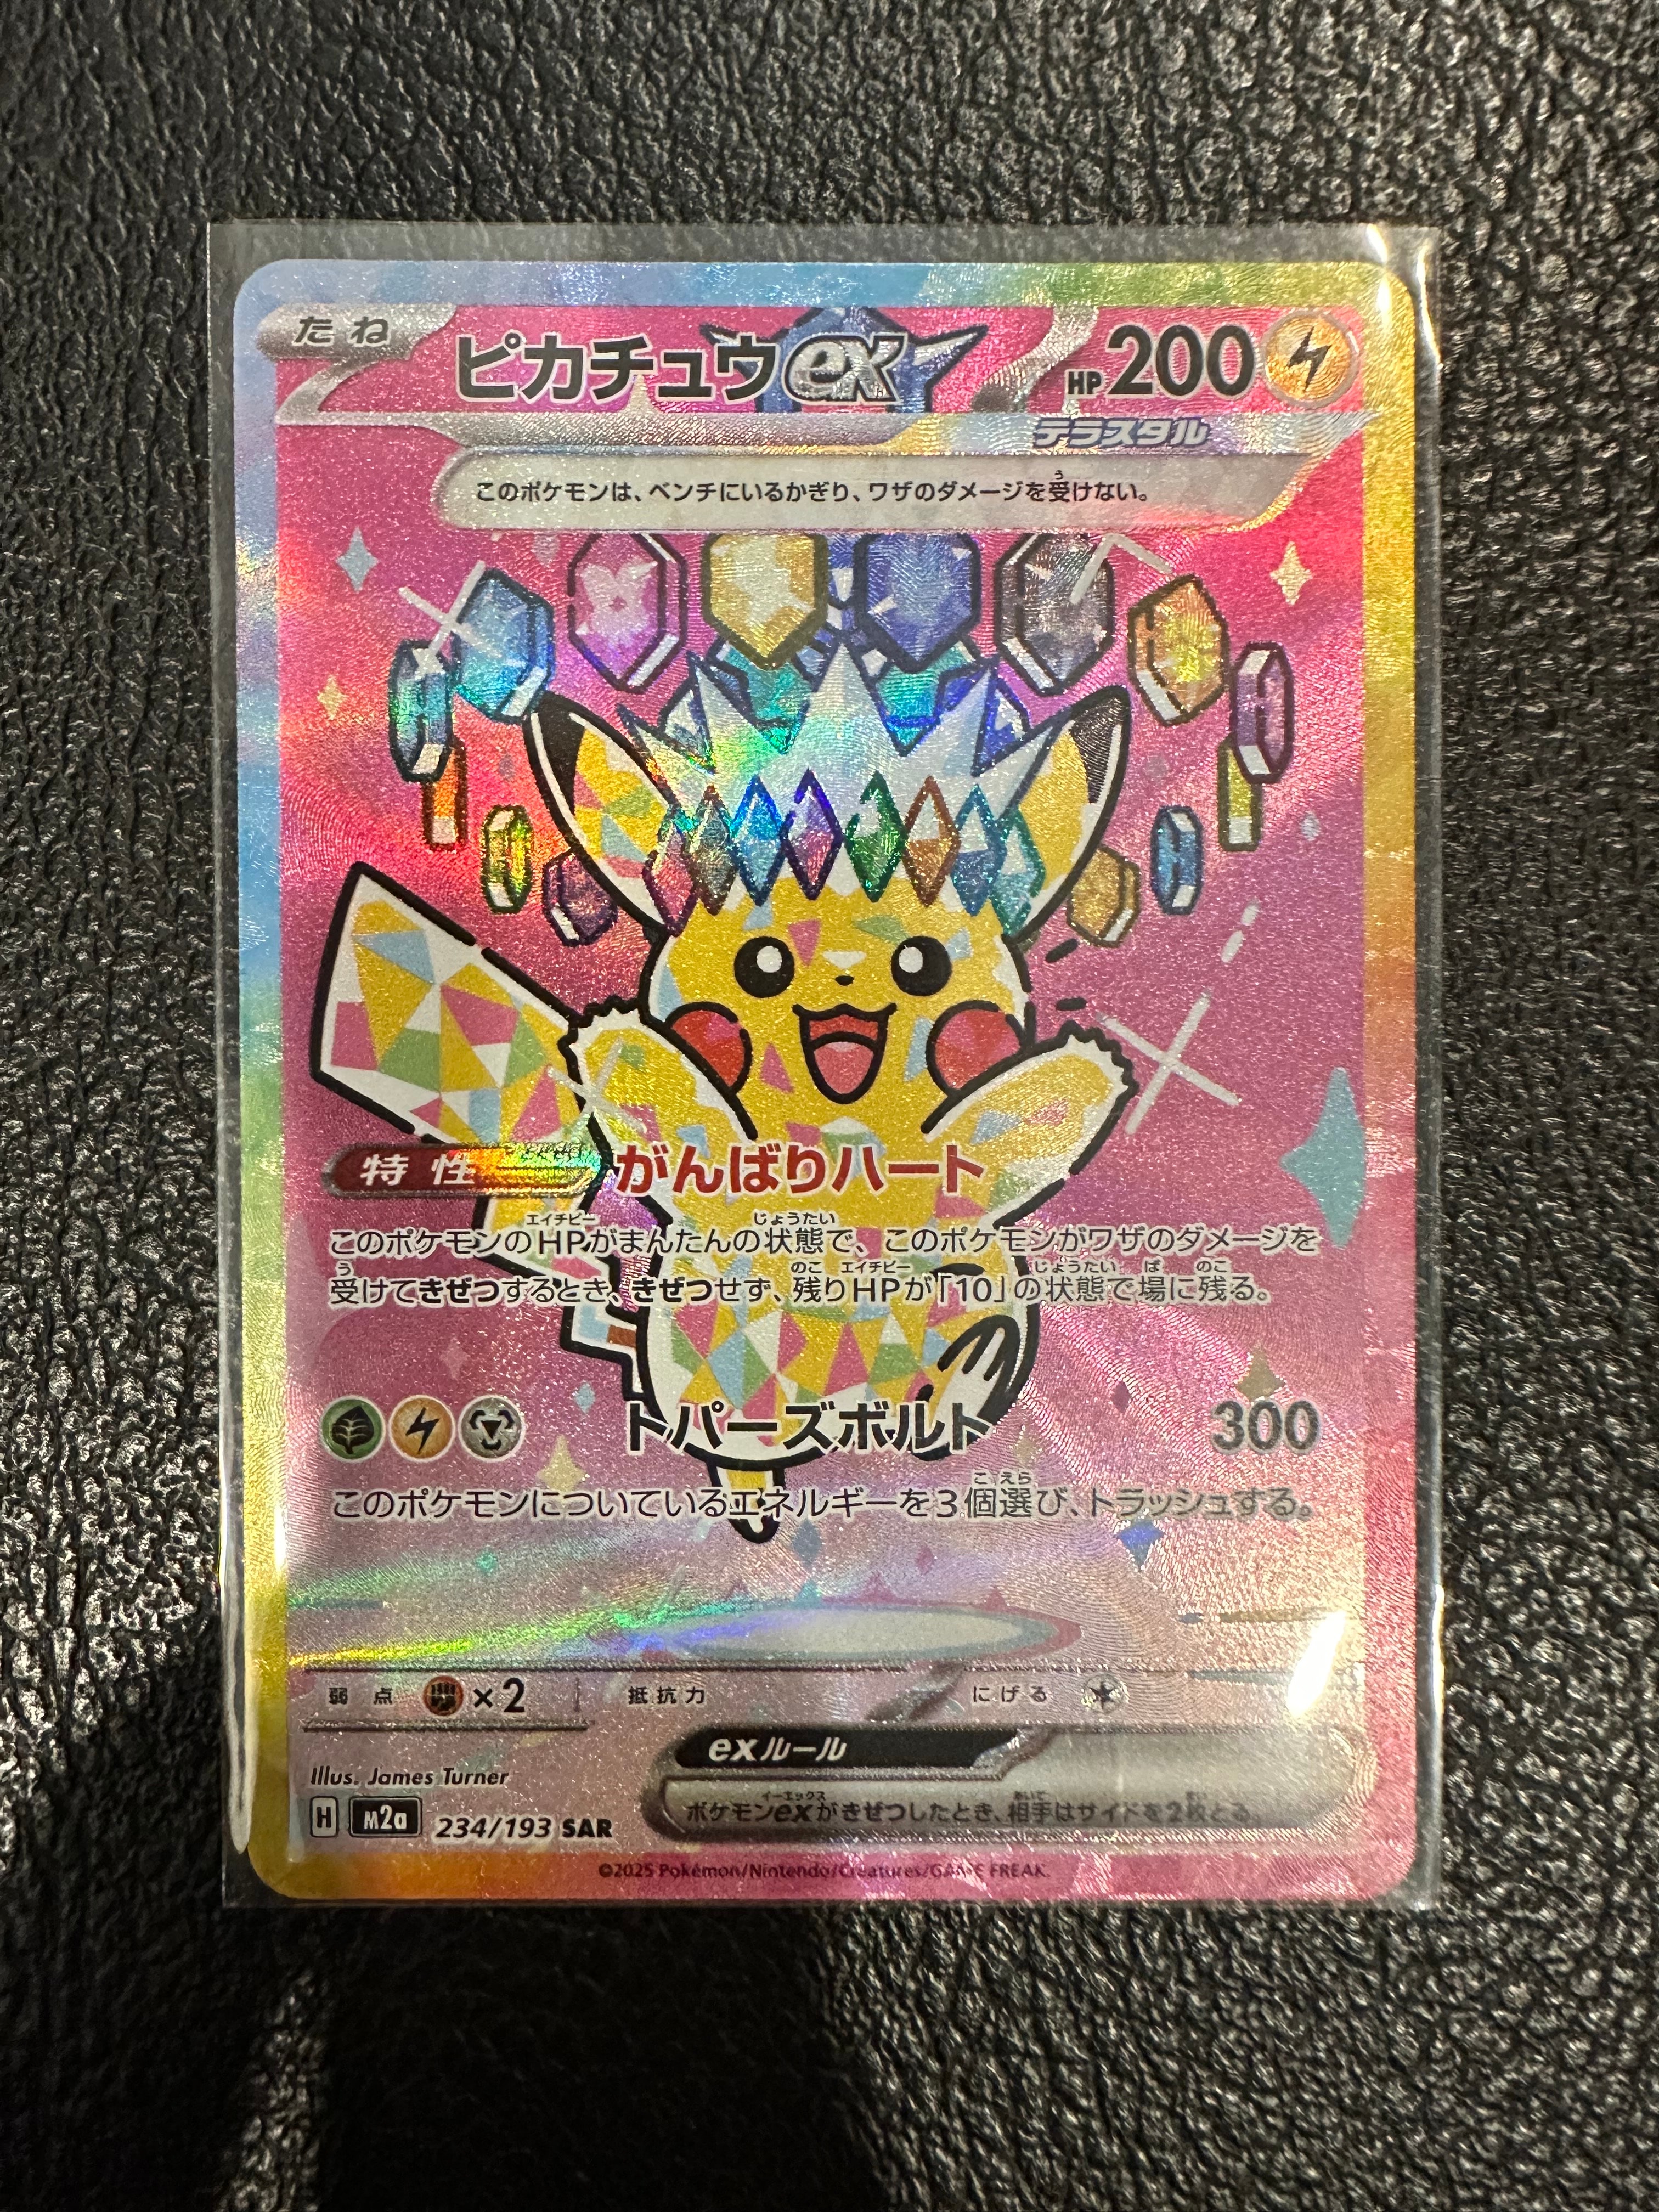 たね
ピカチュウex HP200
テラスタル
このポケモンは、ベンチにいるかぎり、ワザのダメージを受けない。
特性 がんばりハート
このポケモンのHPがまんたんの状態で、このポケモンがワザのダメージを
受けてきぜつするとき、きぜつせず、残りHPが「10」の状態で場に残る。
トパーズボルト 300
このポケモンについているエネルギーを3個選び、トラッシュする。
弱点 ×2 抵抗力 にげる
exルール
ポケモンexがきぜつしたとき、相手はサイドを2枚とる。
Illus. James Turner
H M2a 234/193 SAR
©2025 Pokémon/Nintendo/Creatures/GAME FREAK.